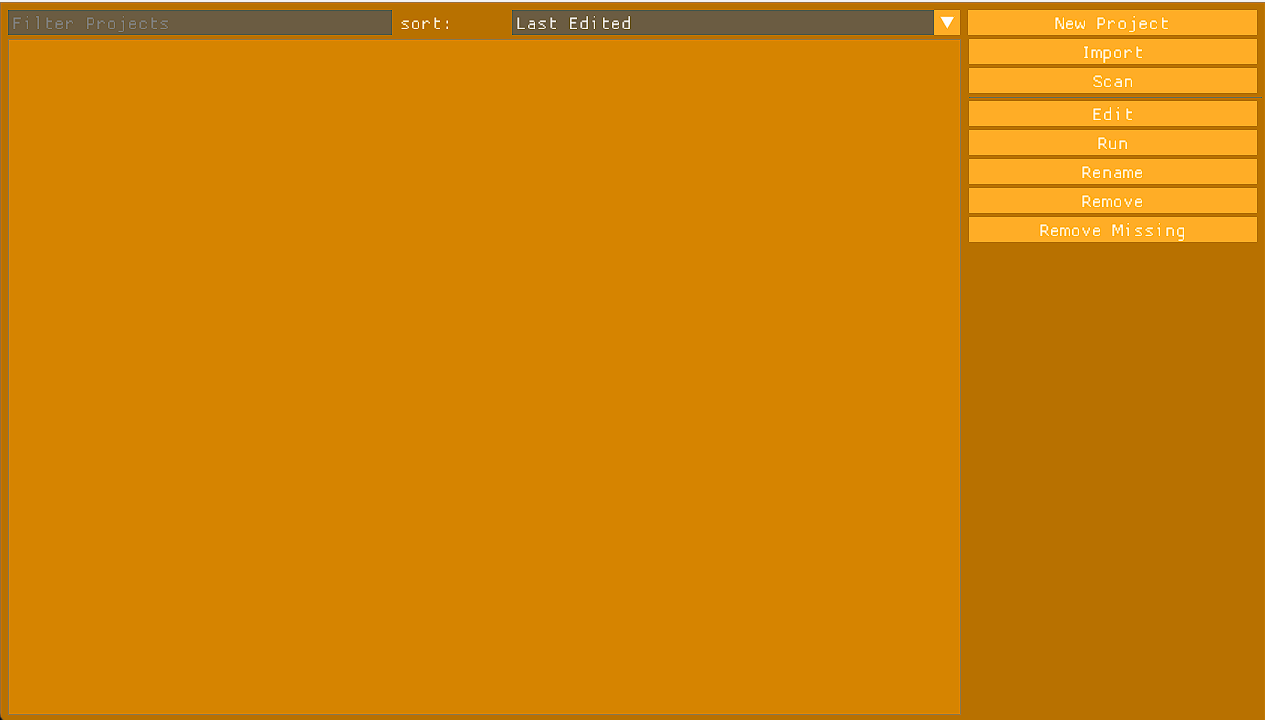 Filter Projects sort: Last Edited
New Project
Import
Scan
Edit
Run
Rename
Remove
Remove Missing